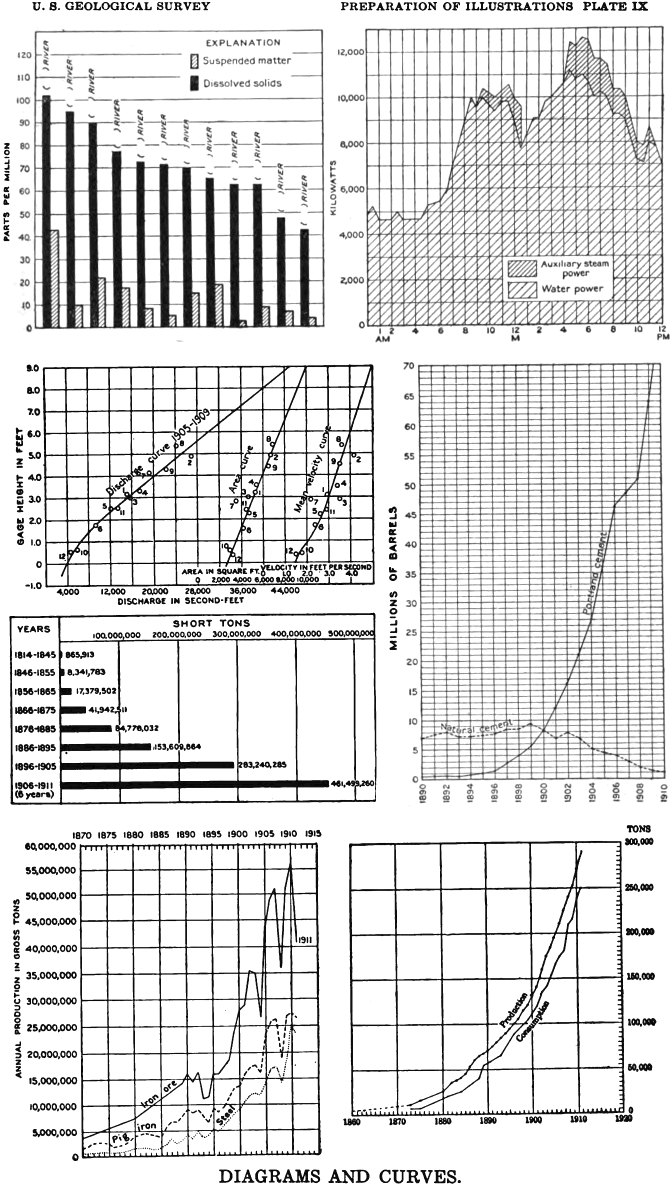 U. S. GEOLOGICAL SURVEY PREPARATION OF ILLUSTRATIONS PLATE IX
EXPLANATION
Suspended matter
Dissolved solids
PARTS PER MILLION
120
110
100
90
80
70
60
50
40
30
20
10
0
( ) RIVER
( ) RIVER
( ) RIVER
( ) RIVER
( ) RIVER
( ) RIVER
( ) RIVER
( ) RIVER
( ) RIVER
( ) RIVER
( ) RIVER
( ) RIVER
KILOWATTS
12,000
10,000
8,000
6,000
4,000
2,000
0
Auxiliary steam
power
Water power
1 2 4 6 8 10 12 2 4 6 8 10 12
AM M PM
GAGE HEIGHT IN FEET
9.0
8.0
7.0
6.0
5.0
4.0
3.0
2.0
1.0
0
-1.0
Discharge curve 1905-1909
Area curve
Mean velocity curve
AREA IN SQUARE FT. VELOCITY IN FEET PER SECOND
0 1.0 2.0 3.0 4.0
0 2,000 4,000 6,000 8,000 10,000
4,000 12,000 20,000 28,000 36,000 44,000
DISCHARGE IN SECOND-FEET
MILLIONS OF BARRELS
70
65
60
55
50
45
40
35
30
25
20
15
10
5
0
Portland cement
Natural cement
1890 1892 1894 1896 1898 1900 1902 1904 1906 1908 1910
YEARS SHORT TONS
100,000,000 200,000,000 300,000,000 400,000,000 500,000,000
1814-1845 865,913
1846-1855 8,341,783
1856-1865 17,379,502
1866-1875 41,942,511
1876-1885 84,778,032
1886-1895 153,609,864
1896-1905 283,240,285
1906-1911 461,499,260
(6 years)
1870 1875 1880 1885 1890 1895 1900 1905 1910 1915
ANNUAL PRODUCTION IN GROSS TONS
60,000,000
55,000,000
50,000,000
45,000,000
40,000,000
35,000,000
30,000,000
25,000,000
20,000,000
15,000,000
10,000,000
5,000,000
0
1911
Iron ore
Pig iron
Steel
TONS
300,000
250,000
200,000
150,000
100,000
50,000
0
Production
Consumption
1860 1870 1880 1890 1900 1910 1920
DIAGRAMS AND CURVES.